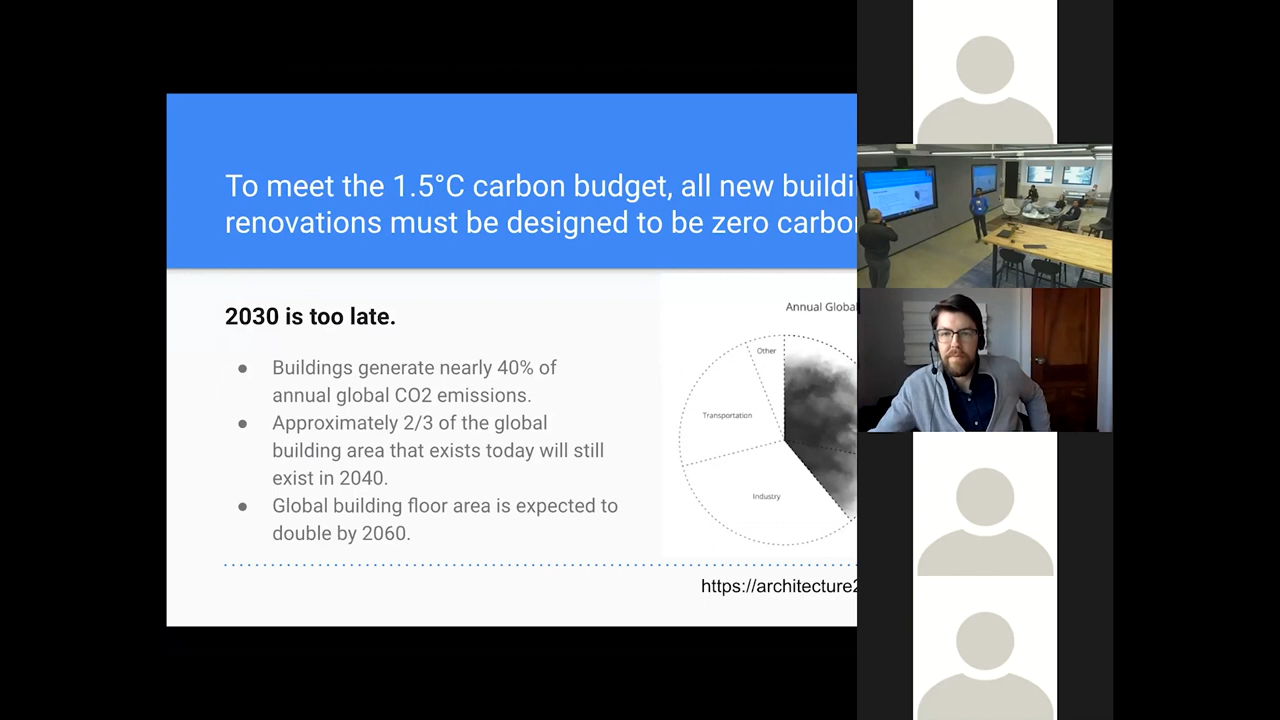 To meet the 1.5°C carbon budget, all new buildi
renovations must be designed to be zero carbo
2030 is too late.
● Buildings generate nearly 40% of
annual global CO2 emissions.
● Approximately 2/3 of the global
building area that exists today will still
exist in 2040.
● Global building floor area is expected to
double by 2060.
Annual Global
Other
Transportation
Industry
https://architecture2